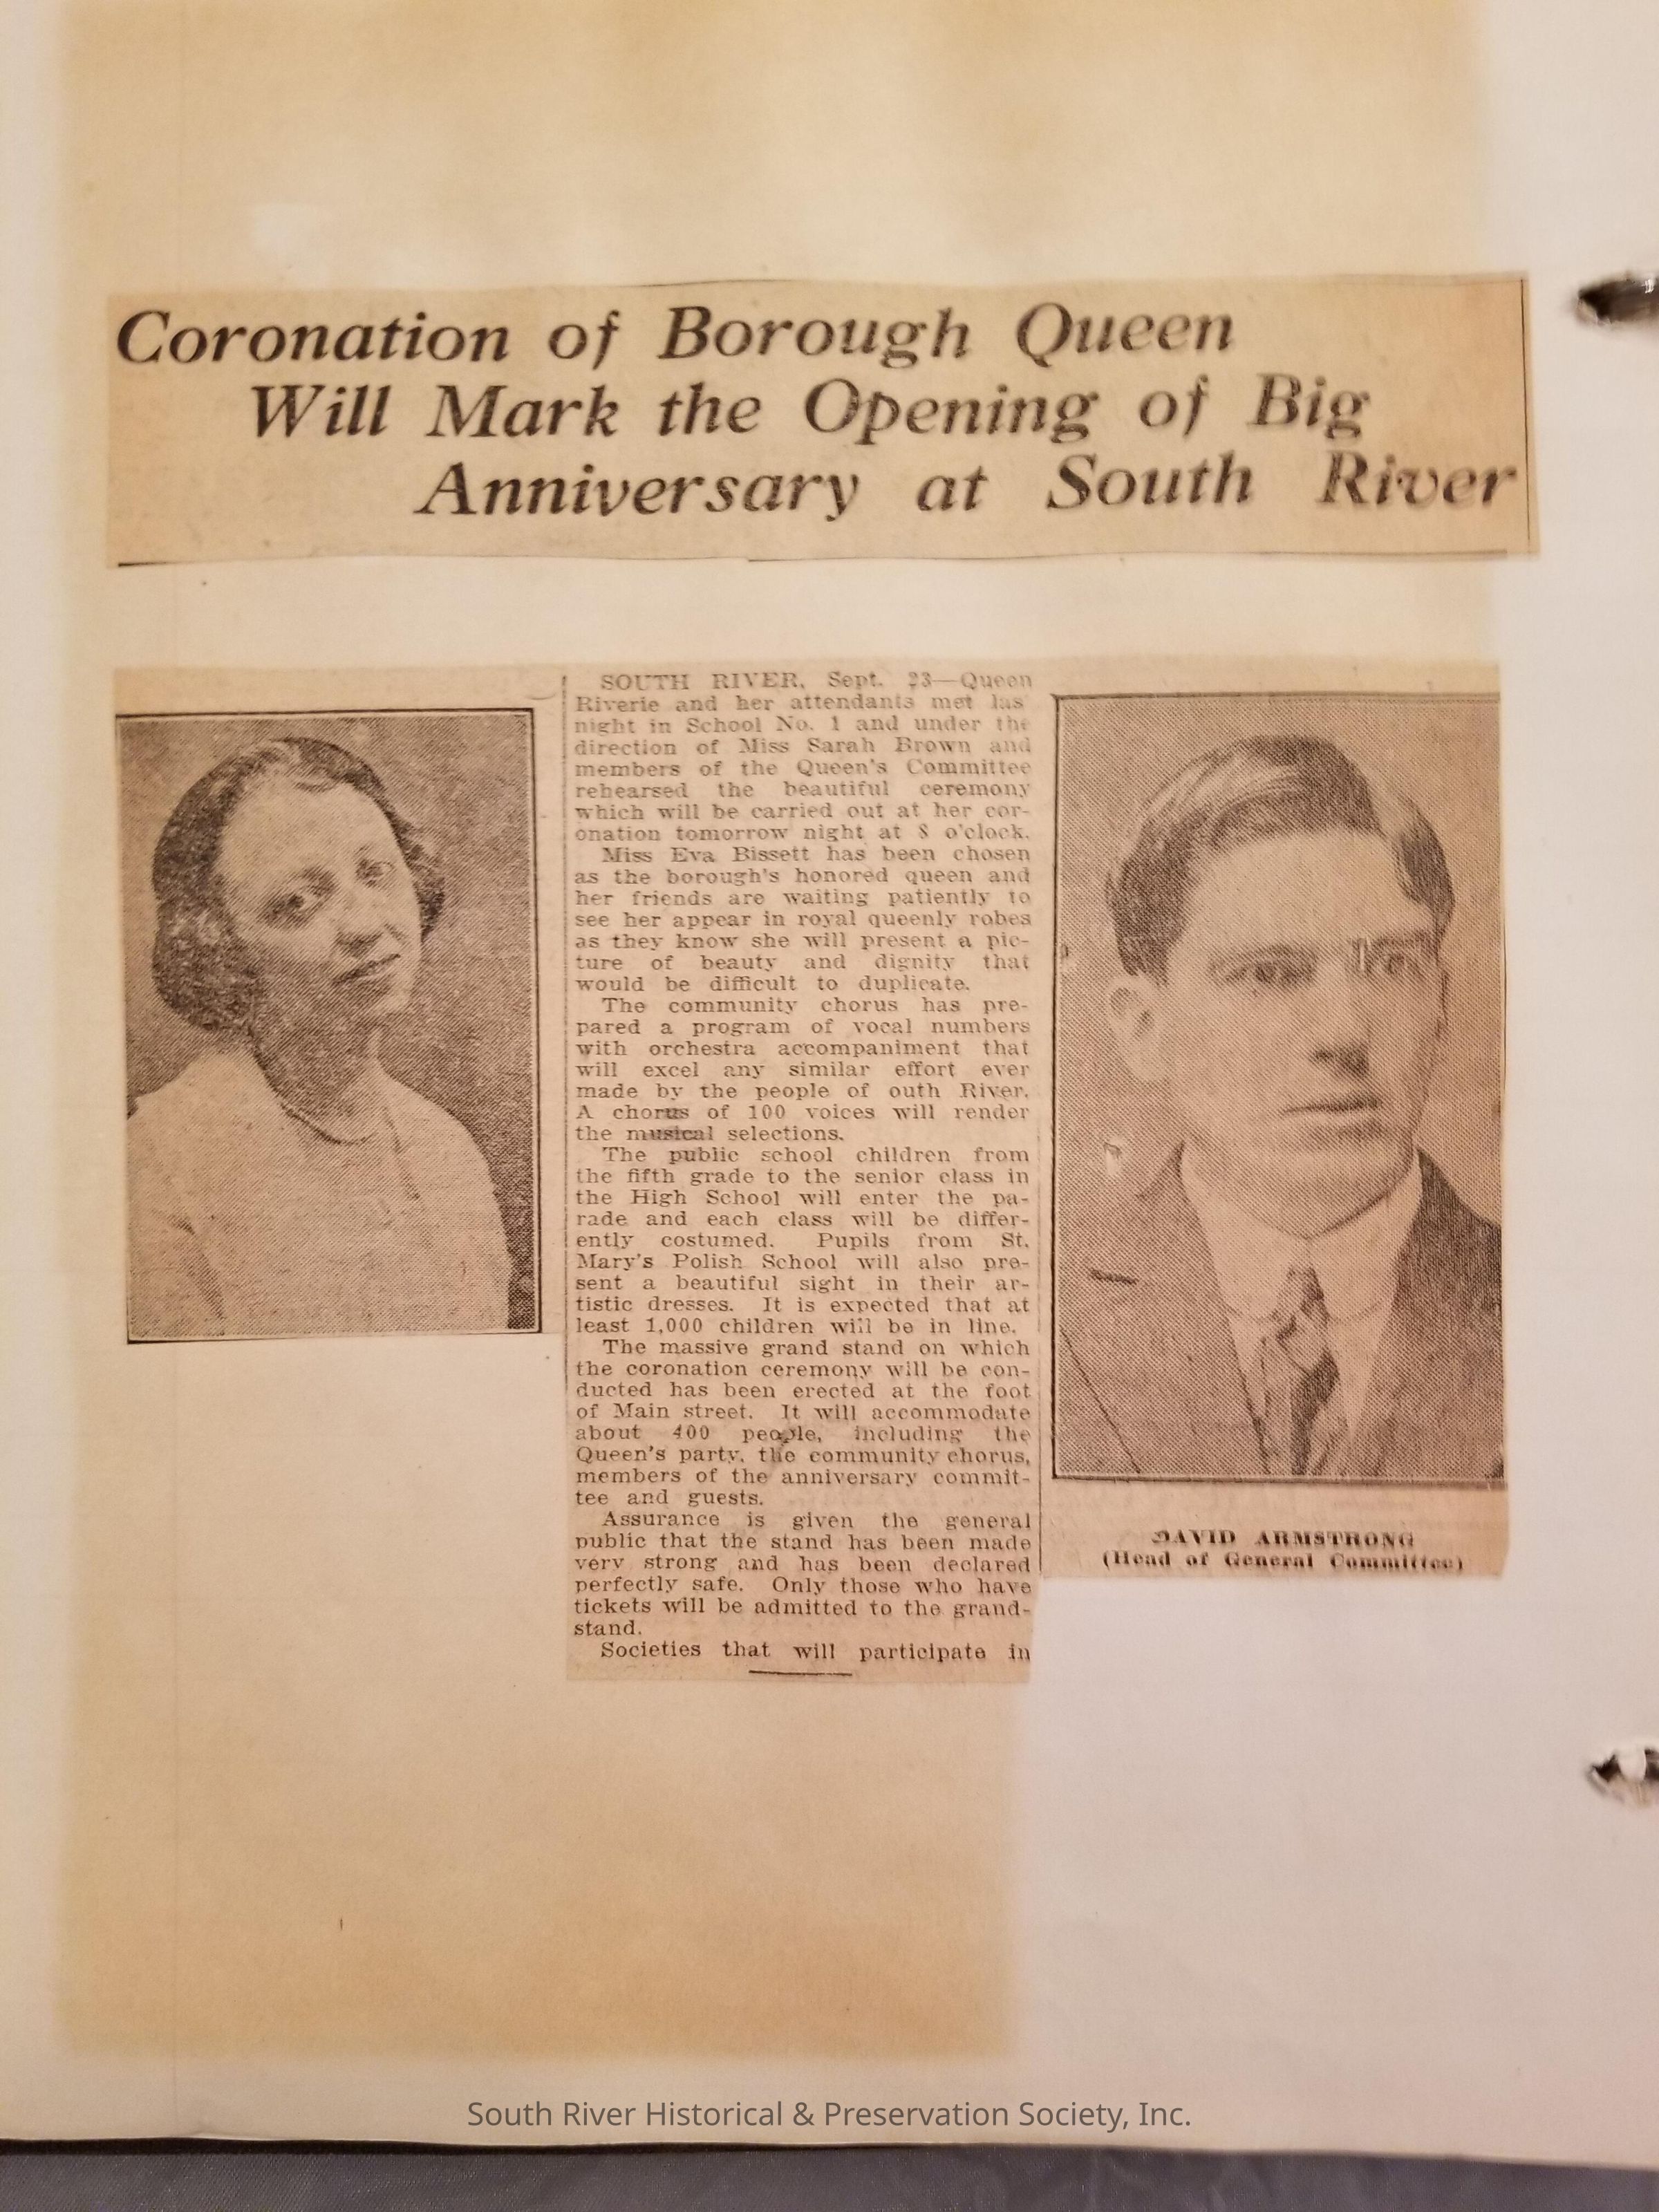 Coronation of Borough Queen
Will Mark the Opening of Big
Anniversary at South River
SOUTH RIVER, Sept. 23—Queen
Riverie and her attendants met las
night in School No. 1 and under the
direction of Miss Sarah Brown and
members of the Queen's Committee
rehearsed the beautiful ceremony
which will be carried out at her cor-
onation tomorrow night at 8 o'clock.
Miss Eva Bissett has been chosen
as the borough's honored queen and
her friends are waiting patiently to
see her appear in royal queenly robes
as they know she will present a pic-
ture of beauty and dignity that
would be difficult to duplicate.
The community chorus has pre-
pared a program of vocal numbers
with orchestra accompaniment that
will excel any similar effort ever
made by the people of outh River.
A chorus of 100 voices will render
the musical selections.
The public school children from
the fifth grade to the senior class in
the High School will enter the pa-
rade and each class will be differ-
ently costumed. Pupils from St.
Mary's Polish School will also pre-
sent a beautiful sight in their ar-
tistic dresses. It is expected that at
least 1,000 children will be in line.
The massive grand stand on which
the coronation ceremony will be con-
ducted has been erected at the foot
of Main street. It will accommodate
about 400 people, including the
Queen's party, the community chorus,
members of the anniversary commit-
tee and guests.
Assurance is given the general
public that the stand has been made
very strong and has been declared
perfectly safe. Only those who have
tickets will be admitted to the grand-
stand.
Societies that will participate in
DAVID ARMSTRONG
(Head of General Committee)
South River Historical & Preservation Society, Inc.